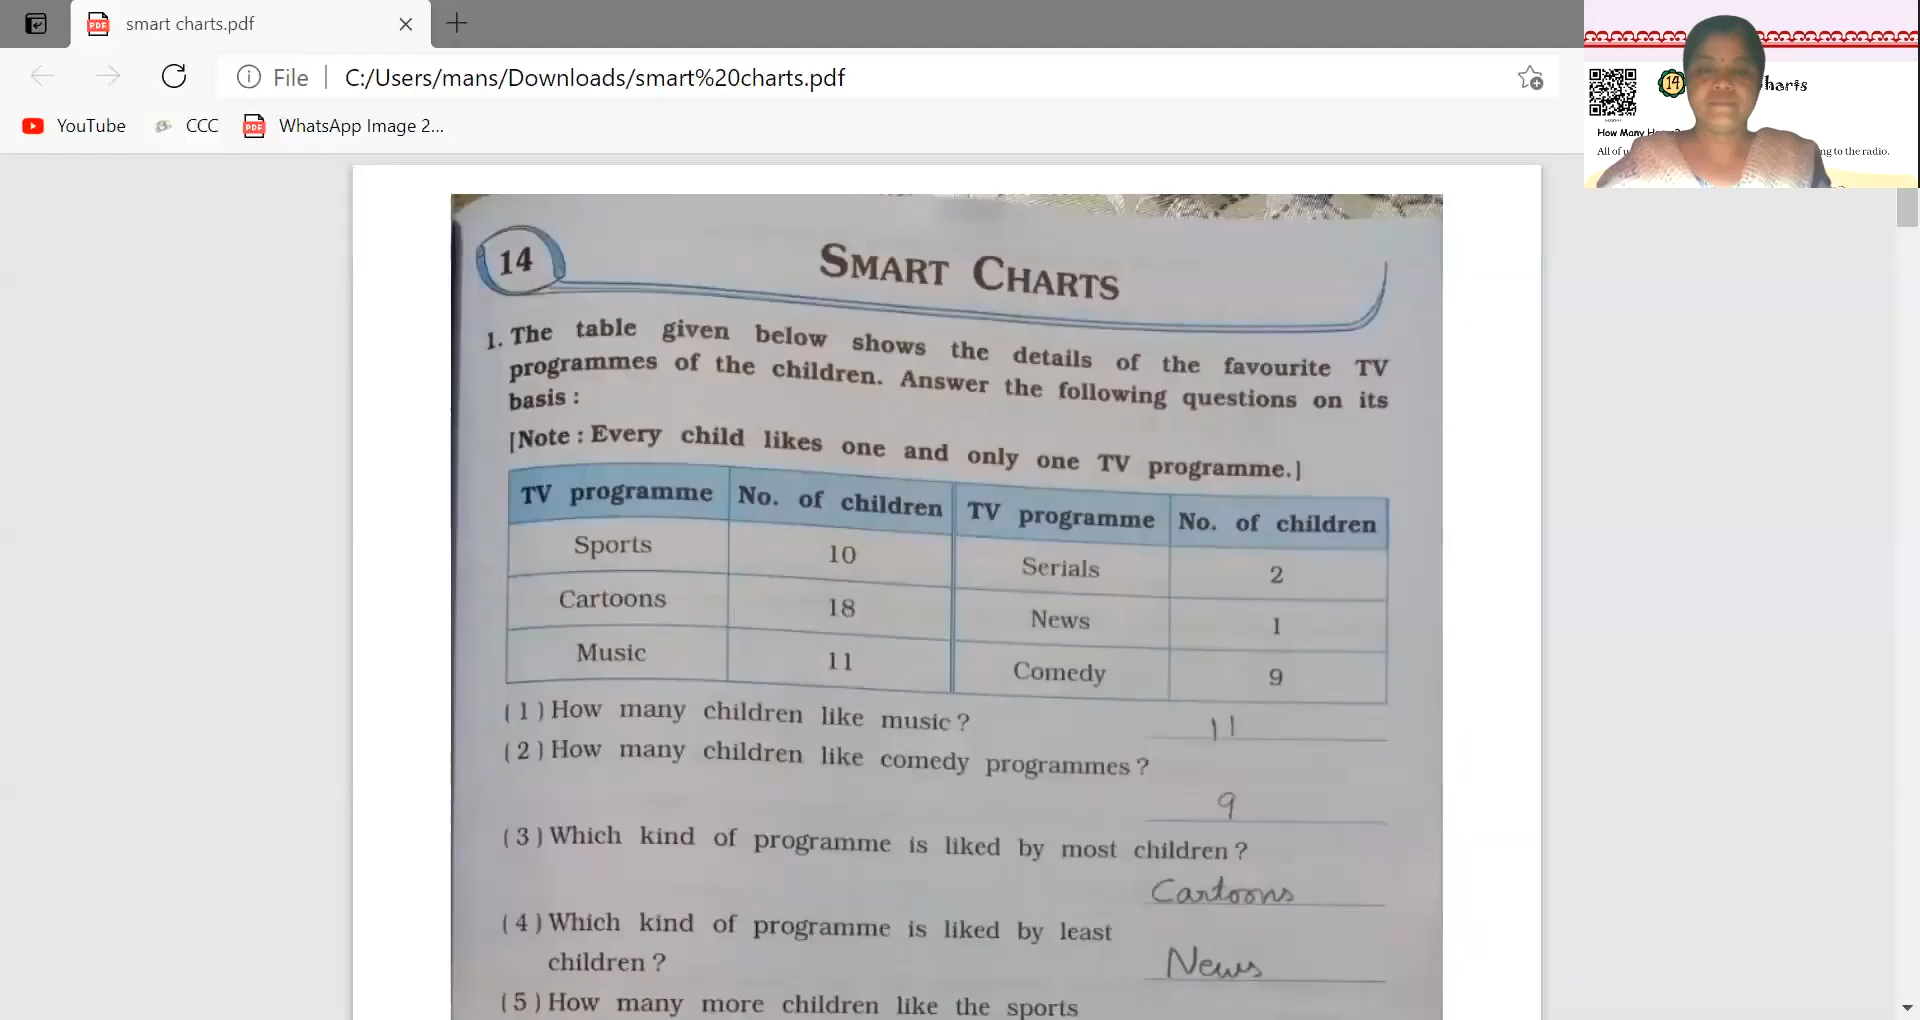 smart charts.pdf
File
C:/Users/mans/Downloads/smart%20charts.pdf
YouTube
CCC
WhatsApp Image 2...
14
How Many
All of
ng to the radio.
14
SMART CHARTS
1. The table given below shows the details of the favourite TV
programmes of the children. Answer the following questions on its
basis :
[Note : Every child likes one and only one TV programme.]
TV programme No. of children TV programme No. of children
Sports 10 Serials 2
Cartoons 18 News 1
Music 11 Comedy 9
(1) How many children like music ? 11
(2) How many children like comedy programmes ?
9
(3) Which kind of programme is liked by most children ?
Cartoons
(4) Which kind of programme is liked by least
children ? News
(5) How many more children like the sports